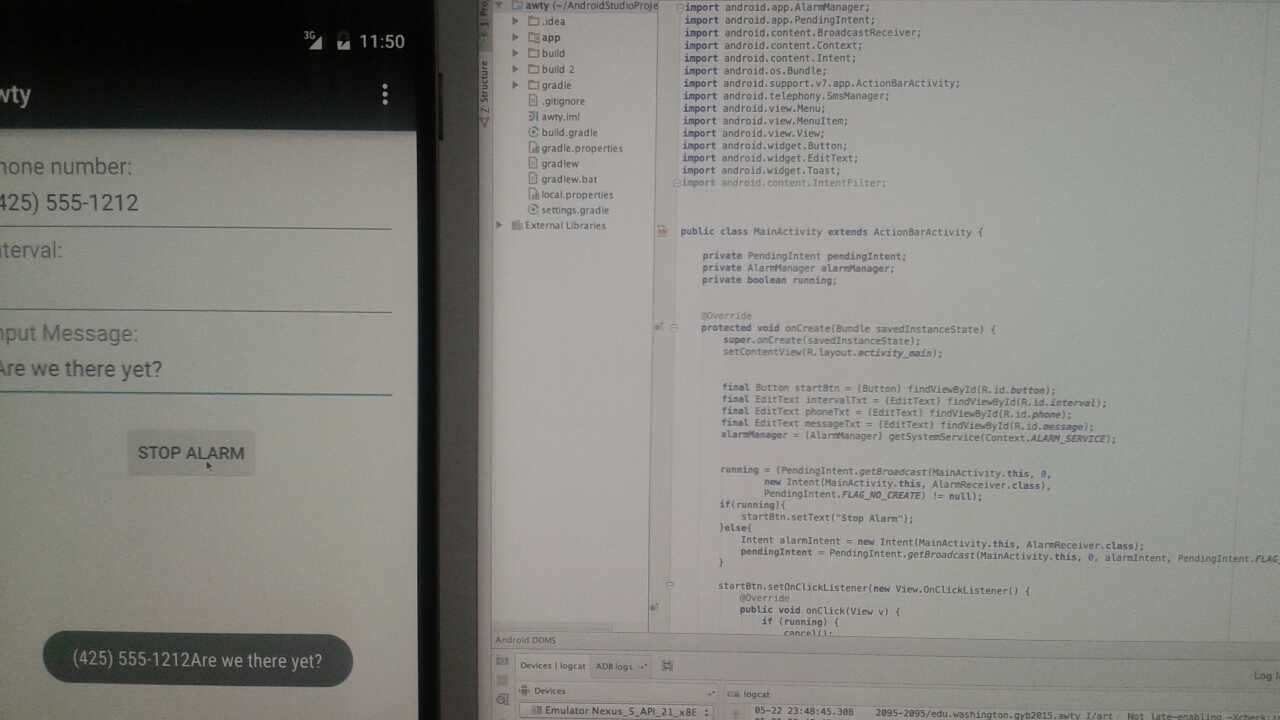 3G 11:50
wty
hone number:
425) 555-1212
terval:
nput Message:
Are we there yet?
STOP ALARM
(425) 555-1212Are we there yet?
2: Structure
awty (~/AndroidStudioProje
.idea
app
build
build 2
gradle
.gitignore
awty.iml
build.gradle
gradle.properties
gradlew
gradlew.bat
local.properties
settings.gradle
External Libraries
import android.app.AlarmManager;
import android.app.PendingIntent;
import android.content.BroadcastReceiver;
import android.content.Context;
import android.content.Intent;
import android.os.Bundle;
import android.support.v7.app.ActionBarActivity;
import android.telephony.SmsManager;
import android.view.Menu;
import android.view.MenuItem;
import android.view.View;
import android.widget.Button;
import android.widget.EditText;
import android.widget.Toast;
import android.content.IntentFilter;
public class MainActivity extends ActionBarActivity {
private PendingIntent pendingIntent;
private AlarmManager alarmManager;
private boolean running;
@Override
protected void onCreate(Bundle savedInstanceState) {
super.onCreate(savedInstanceState);
setContentView(R.layout.activity_main);
final Button startBtn = (Button) findViewById(R.id.button);
final EditText intervalTxt = (EditText) findViewById(R.id.interval);
final EditText phoneTxt = (EditText) findViewById(R.id.phone);
final EditText messageTxt = (EditText) findViewById(R.id.message);
alarmManager = (AlarmManager) getSystemService(Context.ALARM_SERVICE);
running = (PendingIntent.getBroadcast(MainActivity.this, 0,
new Intent(MainActivity.this, AlarmReceiver.class),
PendingIntent.FLAG_NO_CREATE) != null);
if(running){
startBtn.setText("Stop Alarm");
}else{
Intent alarmIntent = new Intent(MainActivity.this, AlarmReceiver.class);
pendingIntent = PendingIntent.getBroadcast(MainActivity.this, 0, alarmIntent, PendingIntent.FLAG_
}
startBtn.setOnClickListener(new View.OnClickListener() {
@Override
public void onClick(View v) {
if (running) {
cancel();
Android DDMS
Devices | logcat ADB logs
Log
Devices
logcat
Emulator Nexus_5_API_21_x86
05-22 23:48:45.308 2095-2095/edu.washington.gyb2015.awty I/art﹕ Not late-enabling -Xcheck